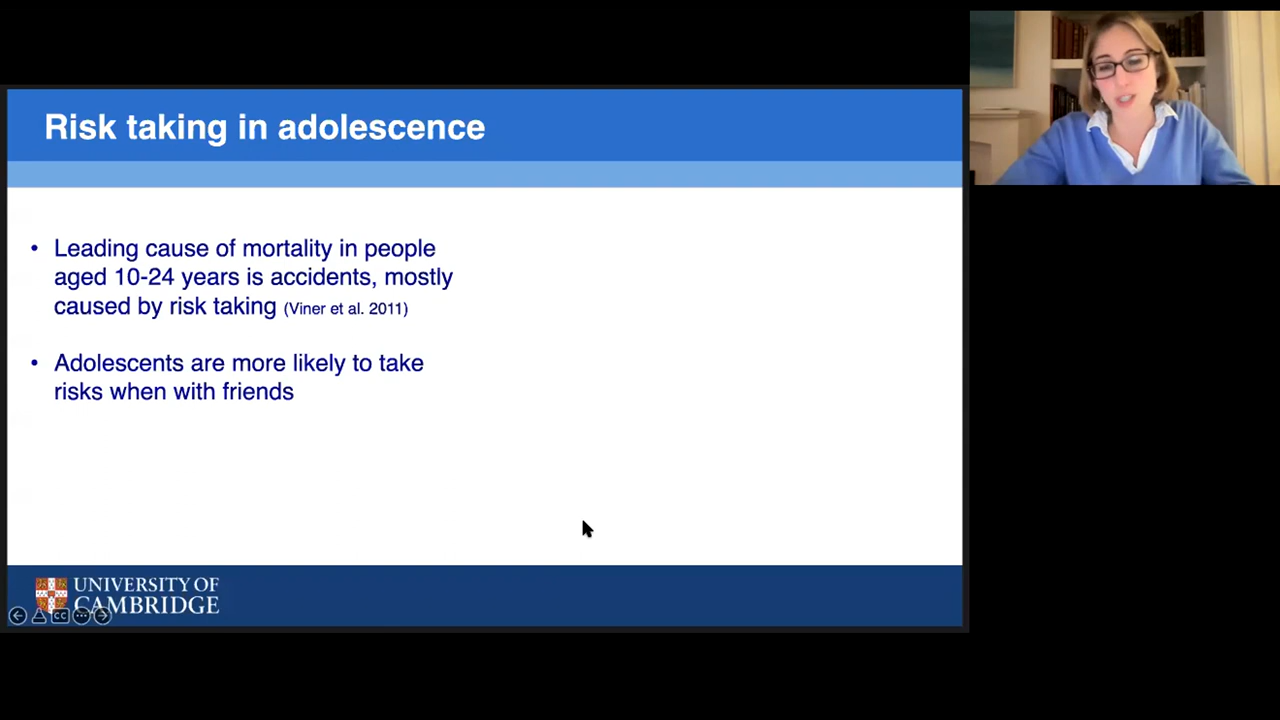 Risk taking in adolescence
• Leading cause of mortality in people
aged 10-24 years is accidents, mostly
caused by risk taking (Viner et al. 2011)
• Adolescents are more likely to take
risks when with friends
UNIVERSITY OF
CAMBRIDGE
CC